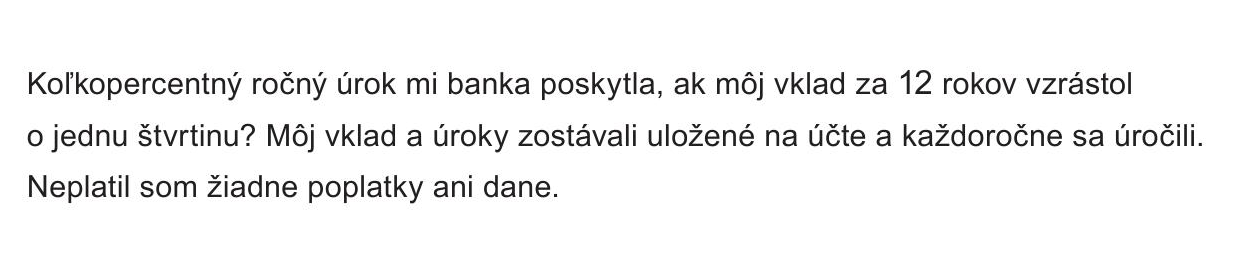 Koľkopercentný ročný úrok mi banka poskytla, ak môj vklad za 12 rokov vzrástol
o jednu štvrtinu? Môj vklad a úroky zostávali uložené na účte a každoročne sa úročili.
Neplatil som žiadne poplatky ani dane.